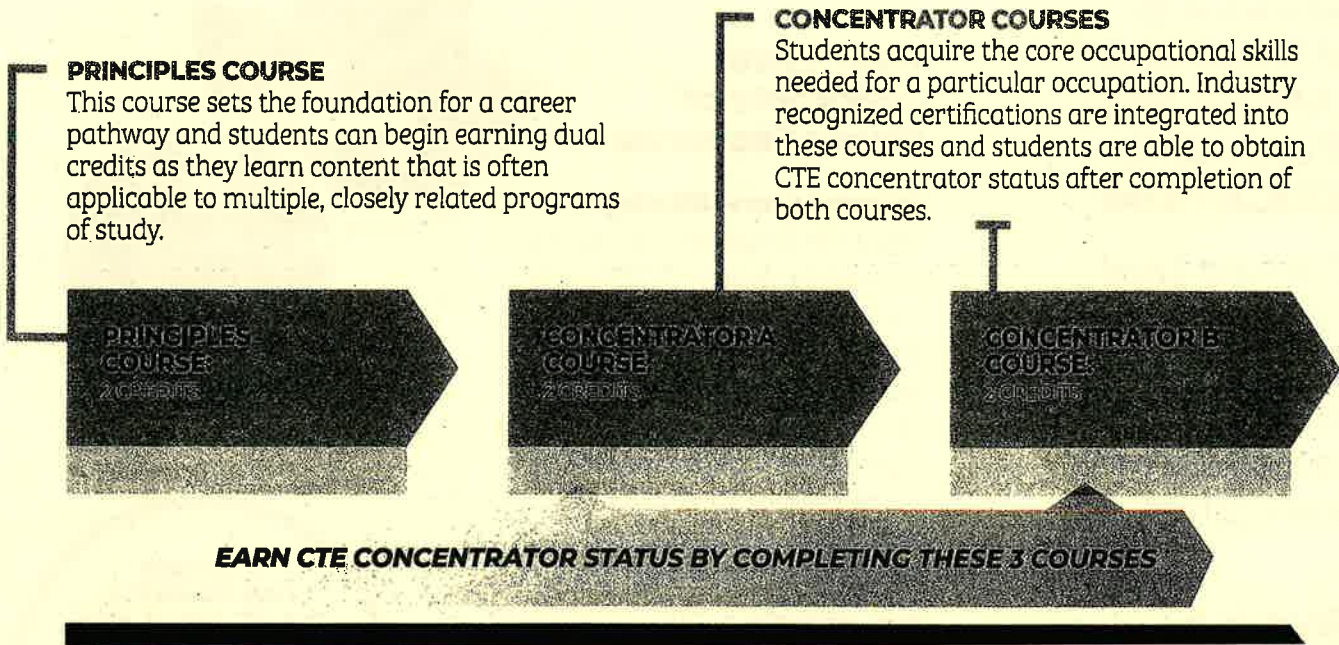 PRINCIPLES COURSE
This course sets the foundation for a career
pathway and students can begin earning dual
credits as they learn content that is often
applicable to multiple, closely related programs
of study.
CONCENTRATOR COURSES
Students acquire the core occupational skills
needed for a particular occupation. Industry
recognized certifications are integrated into
these courses and students are able to obtain
CTE concentrator status after completion of
both courses.
PRINCIPLES
COURSE:
2 CREDITS
CONCENTRATOR A
COURSE:
2 CREDITS
CONCENTRATOR B
COURSE:
2 CREDITS
EARN CTE CONCENTRATOR STATUS BY COMPLETING THESE 3 COURSES